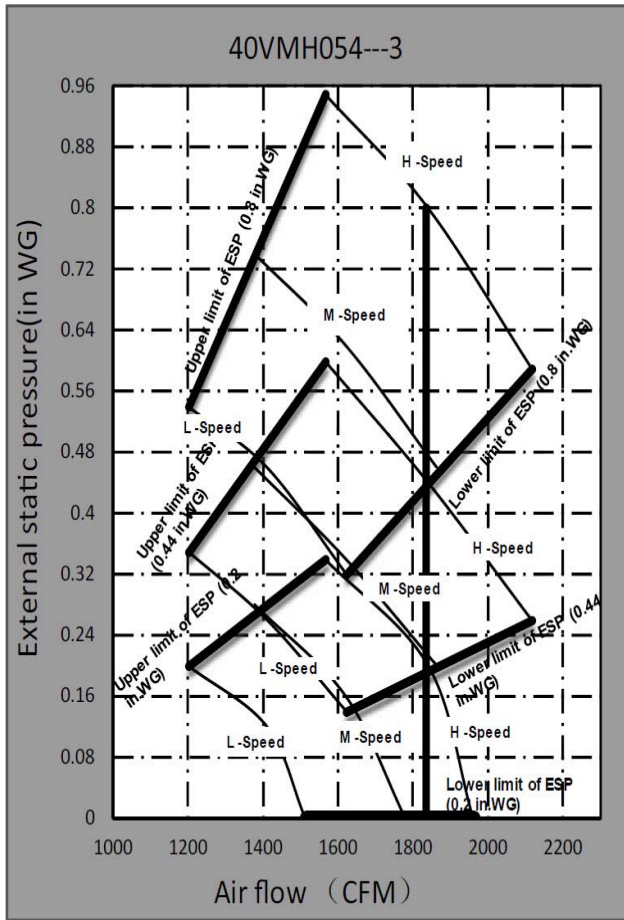 40VMH054---3
External static pressure(in WG)
0.96
0.88
0.8
0.72
0.64
0.56
0.48
0.4
0.32
0.24
0.16
0.08
0
H -Speed
Upper limit of ESP (0.8 in.WG)
M -Speed
L -Speed
Lower limit of ESP (0.8 in.WG)
Upper limit of ESP
(0.44 in.WG)
H -Speed
M -Speed
Upper limit of ESP (0.2
in.WG)
L -Speed
Lower limit of ESP (0.44
in.WG)
L -Speed
M -Speed
H -Speed
Lower limit of ESP
(0.2 in.WG)
1000 1200 1400 1600 1800 2000 2200
Air flow （CFM）